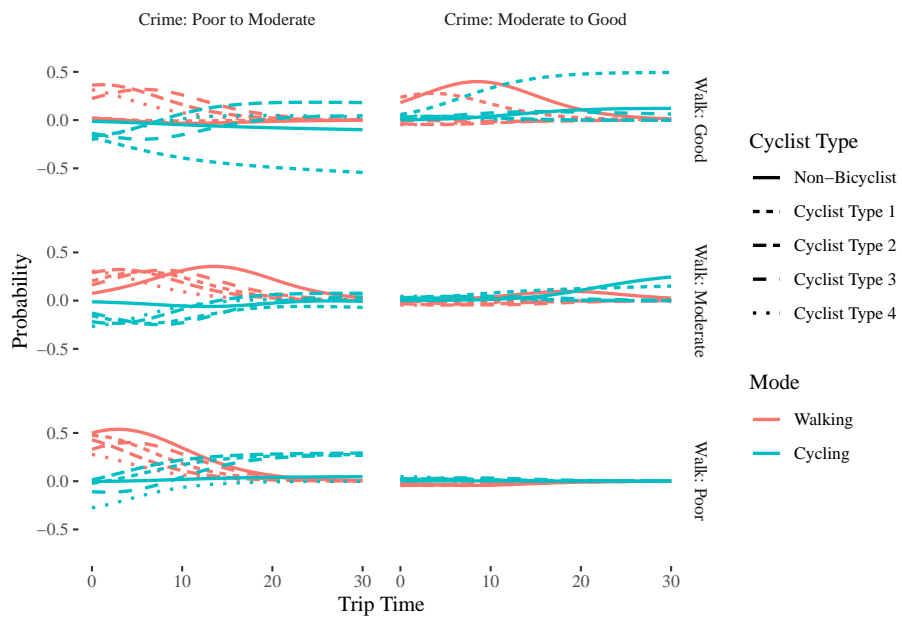 Crime: Poor to Moderate
Crime: Moderate to Good
0.5
0.0
−0.5
Walk: Good
0.5
0.0
−0.5
Walk: Moderate
0.5
0.0
−0.5
Walk: Poor
Probability
0
10
20
30
0
10
20
30
Trip Time
Cyclist Type
Non−Bicyclist
Cyclist Type 1
Cyclist Type 2
Cyclist Type 3
Cyclist Type 4
Mode
Walking
Cycling